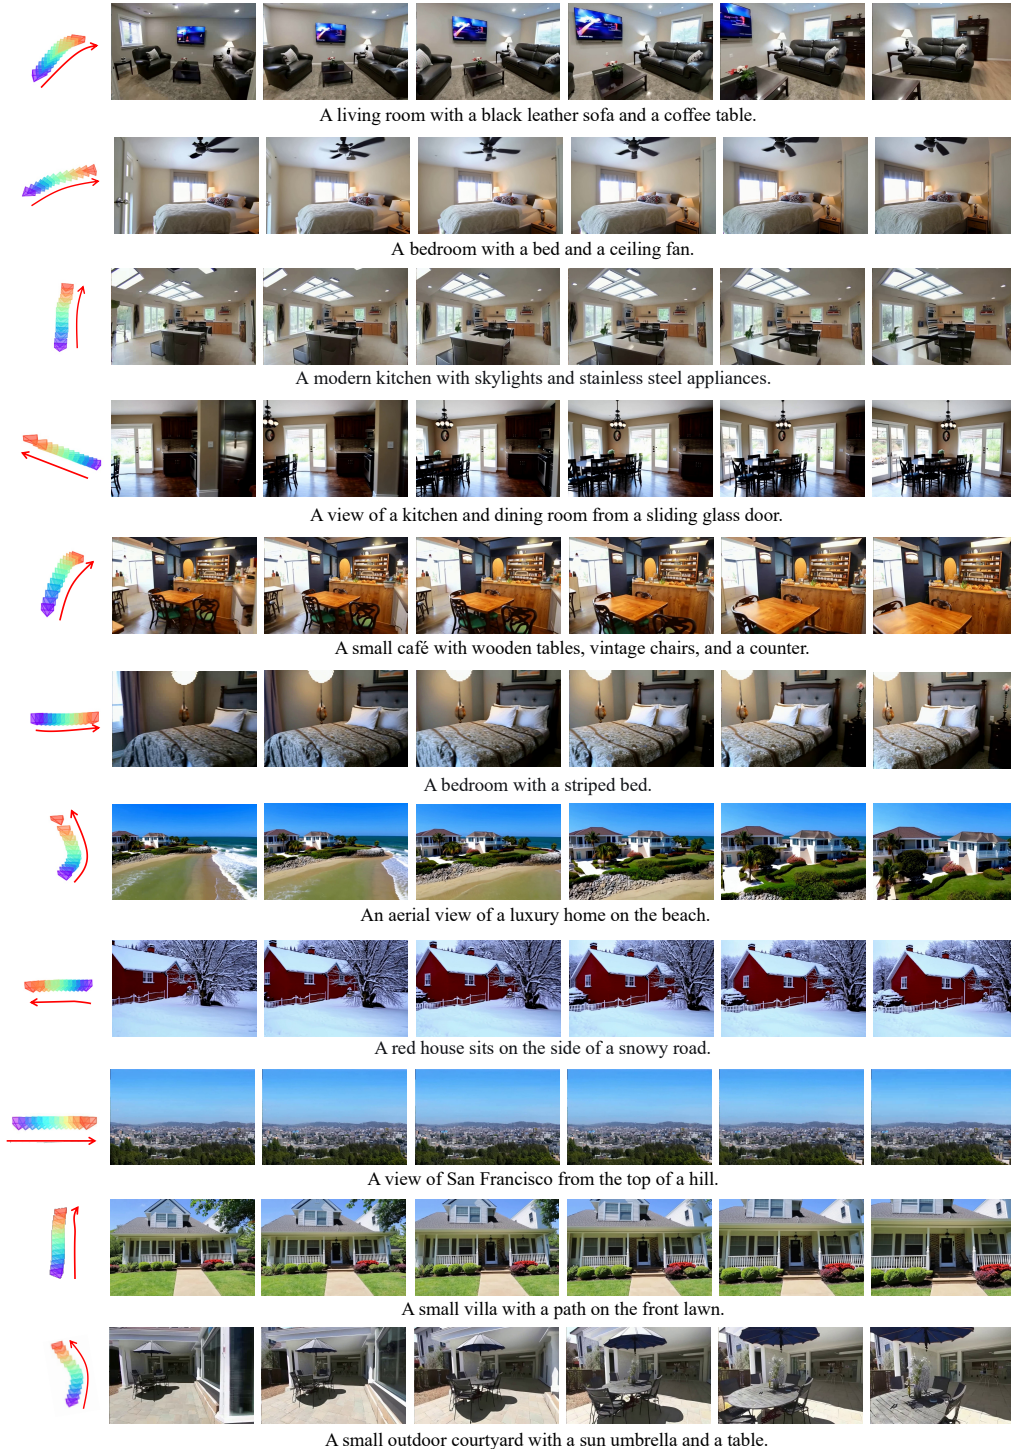 A living room with a black leather sofa and a coffee table.
A bedroom with a bed and a ceiling fan.
A modern kitchen with skylights and stainless steel appliances.
A view of a kitchen and dining room from a sliding glass door.
A small café with wooden tables, vintage chairs, and a counter.
A bedroom with a striped bed.
An aerial view of a luxury home on the beach.
A red house sits on the side of a snowy road.
A view of San Francisco from the top of a hill.
A small villa with a path on the front lawn.
A small outdoor courtyard with a sun umbrella and a table.